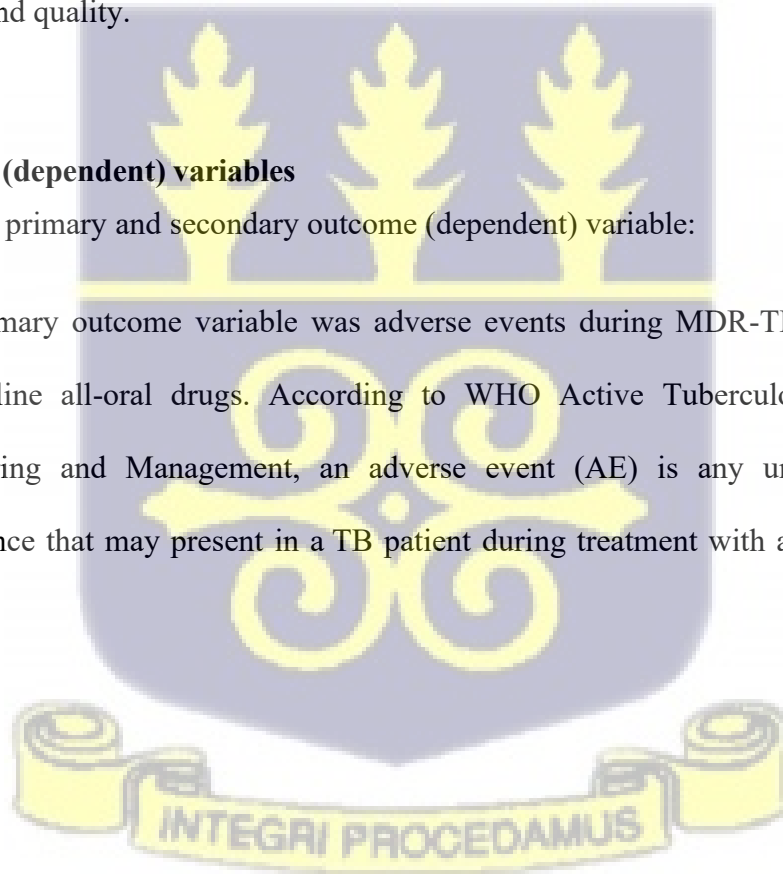 nd quality.
(dependent) variables
primary and secondary outcome (dependent) variable:
mary outcome variable was adverse events during MDR-T
line all-oral drugs. According to WHO Active Tuberculo
ing and Management, an adverse event (AE) is any u
nce that may present in a TB patient during treatment with a
INTEGRI PROCEDAMUS